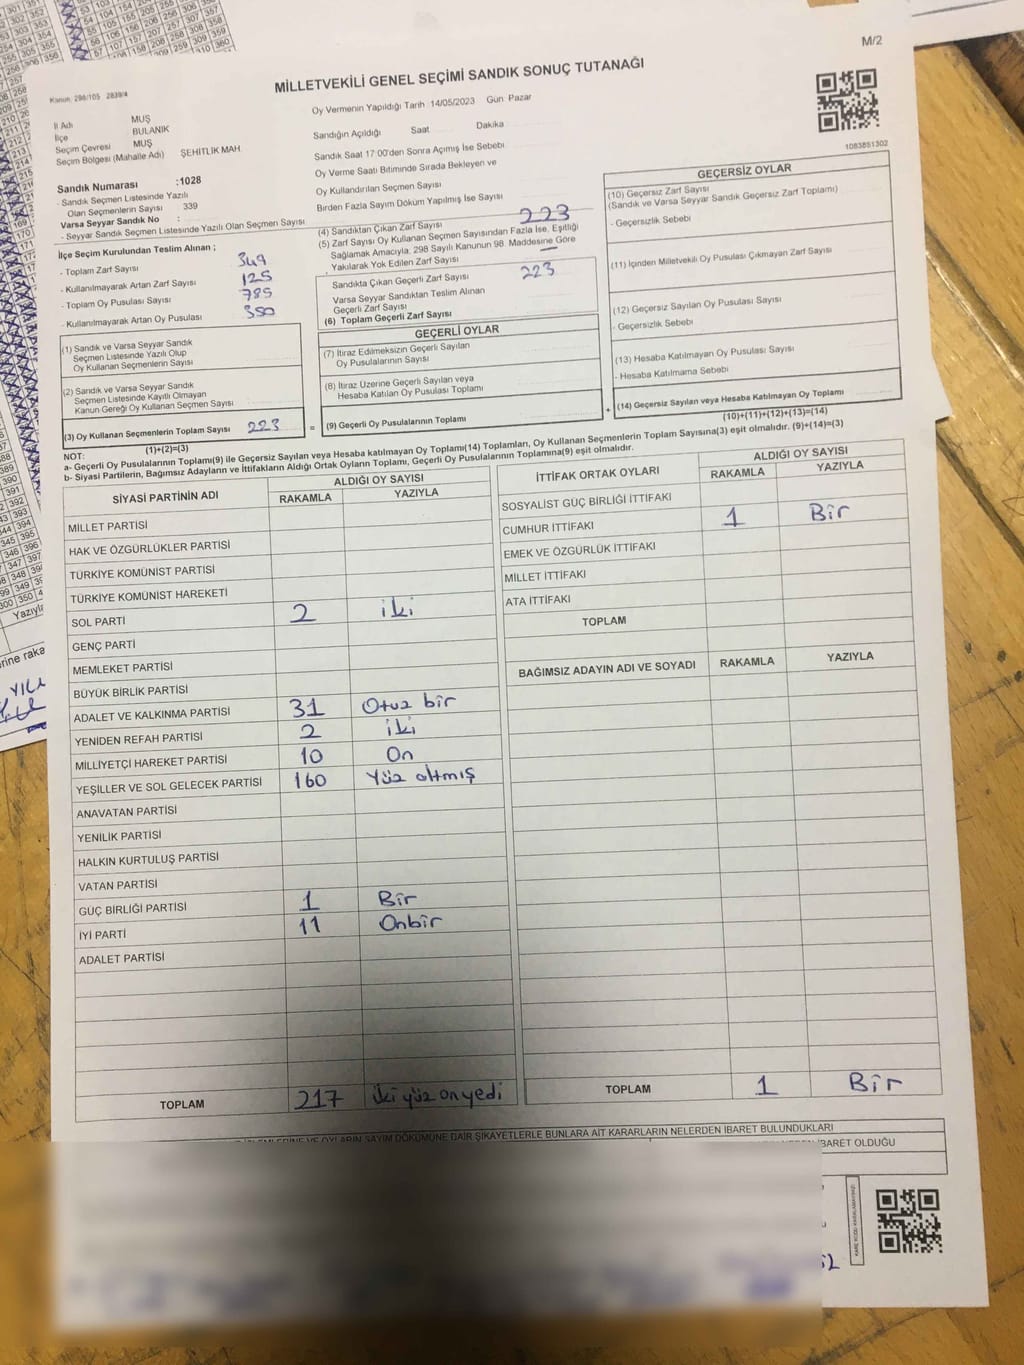 M/2
MİLLETVEKİLİ GENEL SEÇİMİ SANDIK SONUÇ TUTANAĞI
Kanun: 298/105 2839/4
İl Adı MUŞ
İlçe BULANIK
Seçim Çevresi MUŞ
Seçim Bölgesi (Mahalle Adı) ŞEHİTLİK MAH
Sandık Numarası :1028
- Sandık Seçmen Listesinde Yazılı
Olan Seçmenlerin Sayısı : 339
Varsa Seyyar Sandık No :
- Seyyar Sandık Seçmen Listesinde Yazılı Olan Seçmen Sayısı
Oy Vermenin Yapıldığı Tarih 14/05/2023 Gün Pazar
Sandığın Açıldığı Saat Dakika
Sandık Saat 17:00'den Sonra Açımış İse Sebebi
Oy Verme Saati Bitiminde Sırada Bekleyen ve
Oy Kullandırılan Seçmen Sayısı
Birden Fazla Sayım Döküm Yapılmış İse Sayısı
1083851302
İlçe Seçim Kurulundan Teslim Alınan ;
- Toplam Zarf Sayısı 349
- Kullanılmayarak Artan Zarf Sayısı 125
- Toplam Oy Pusulası Sayısı 785
- Kullanılmayarak Artan Oy Pusulası 350
(1) Sandık ve Varsa Seyyar Sandık
Seçmen Listesinde Yazılı Olup
Oy Kullanan Seçmenlerin Sayısı
(2) Sandık ve Varsa Seyyar Sandık
Seçmen Listesinde Kayıtlı Olmayan
Kanun Gereği Oy Kullanan Seçmen Sayısı
(3) Oy Kullanan Seçmenlerin Toplam Sayısı 223
(1)+(2)=(3)
(4) Sandıktan Çıkan Zarf Sayısı 223
(5) Zarf Sayısı Oy Kullanan Seçmen Sayısından Fazla İse, Eşitliği
Sağlamak Amacıyla, 298 Sayılı Kanunun 98. Maddesine Göre
Yakılarak Yok Edilen Zarf Sayısı —
Sandıkta Çıkan Geçerli Zarf Sayısı 223
Varsa Seyyar Sandıktan Teslim Alınan
Geçerli Zarf Sayısı
(6) Toplam Geçerli Zarf Sayısı
GEÇERLİ OYLAR
(7) İtiraz Edilmeksizin Geçerli Sayılan
Oy Pusulalarının Sayısı
(8) İtiraz Üzerine Geçerli Sayılan veya
Hesaba Katılan Oy Pusulası Toplamı
= (9) Geçerli Oy Pusulalarının Toplamı
GEÇERSİZ OYLAR
(10) Geçersiz Zarf Sayısı
(Sandık ve Varsa Seyyar Sandık Geçersiz Zarf Toplamı)
- Geçersizlik Sebebi
(11) İçinden Milletvekili Oy Pusulası Çıkmayan Zarf Sayısı
(12) Geçersiz Sayılan Oy Pusulası Sayısı
- Geçersizlik Sebebi
(13) Hesaba Katılmayan Oy Pusulası Sayısı
- Hesaba Katılmama Sebebi
+ (14) Geçersiz Sayılan veya Hesaba Katılmayan Oy Toplamı
(10)+(11)+(12)+(13)=(14)
NOT:
a- Geçerli Oy Pusulalarının Toplamı(9) ile Geçersiz Sayılan veya Hesaba katılmayan Oy Toplamı(14) Toplamları, Oy Kullanan Seçmenlerin Toplam Sayısına(3) eşit olmalıdır. (9)+(14)=(3)
b- Siyasi Partilerin, Bağımsız Adayların ve İttifakların Aldığı Ortak Oyların Toplamı, Geçerli Oy Pusulalarının Toplamına(9) eşit olmalıdır.
SİYASİ PARTİNİN ADI ALDIĞI OY SAYISI
RAKAMLA YAZIYLA
MİLLET PARTİSİ
HAK VE ÖZGÜRLÜKLER PARTİSİ
TÜRKİYE KOMÜNİST PARTİSİ
TÜRKİYE KOMÜNİST HAREKETİ
SOL PARTİ 2 iki
GENÇ PARTİ
MEMLEKET PARTİSİ
BÜYÜK BİRLİK PARTİSİ
ADALET VE KALKINMA PARTİSİ 31 Otuz bir
YENİDEN REFAH PARTİSİ 2 iki
MİLLİYETÇİ HAREKET PARTİSİ 10 On
YEŞİLLER VE SOL GELECEK PARTİSİ 160 Yüz altmış
ANAVATAN PARTİSİ
YENİLİK PARTİSİ
HALKIN KURTULUŞ PARTİSİ
VATAN PARTİSİ
GÜÇ BİRLİĞİ PARTİSİ 1 Bir
İYİ PARTİ 11 Onbir
ADALET PARTİSİ
TOPLAM 217 iki yüz onyedi
İTTİFAK ORTAK OYLARI ALDIĞI OY SAYISI
RAKAMLA YAZIYLA
SOSYALİST GÜÇ BİRLİĞİ İTTİFAKI
CUMHUR İTTİFAKI 1 Bir
EMEK VE ÖZGÜRLÜK İTTİFAKI
MİLLET İTTİFAKI
ATA İTTİFAKI
TOPLAM
BAĞIMSIZ ADAYIN ADI VE SOYADI RAKAMLA YAZIYLA
TOPLAM 1 Bir
OYLARIN SAYIM DÖKÜMÜNE DAİR ŞİKAYETLERLE BUNLARA AİT KARARLARIN NELERDEN İBARET BULUNDUKLARI
İBARET OLDUĞU